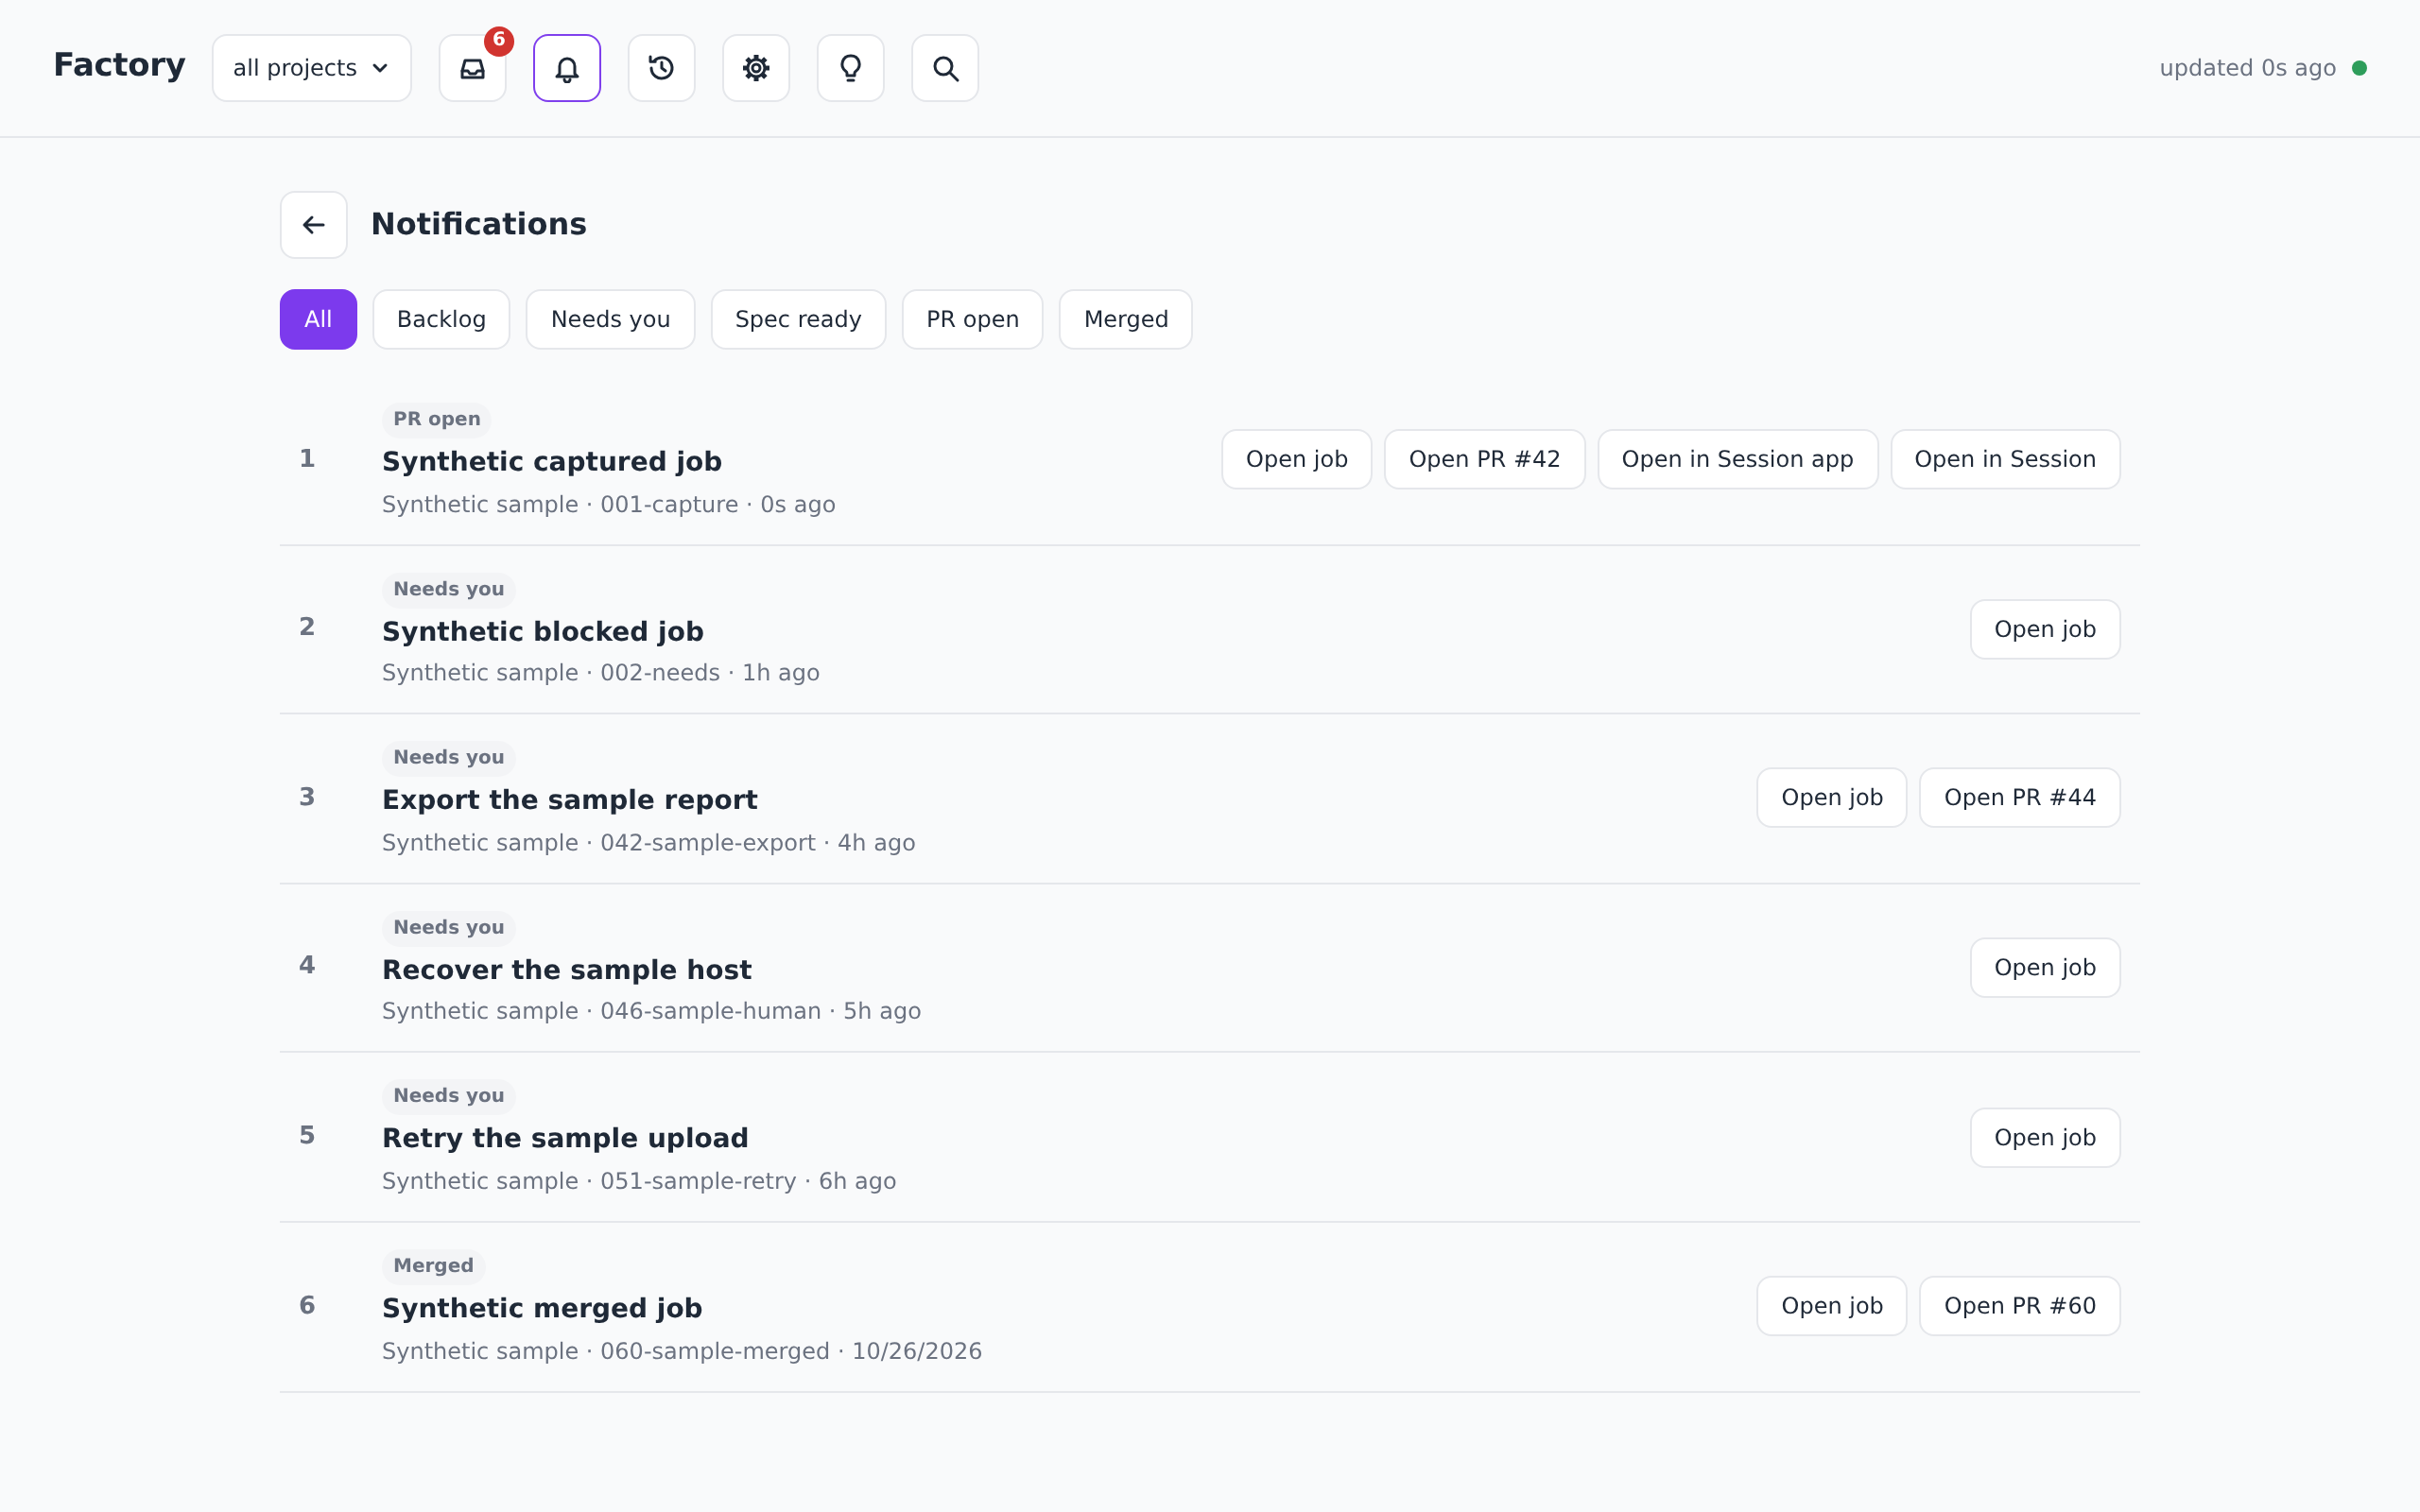 Factory all projects 6 updated 0s ago
Notifications
All Backlog Needs you Spec ready PR open Merged
PR open
1 Synthetic captured job Open job Open PR #42 Open in Session app Open in Session
Synthetic sample · 001-capture · 0s ago
Needs you
2 Synthetic blocked job Open job
Synthetic sample · 002-needs · 1h ago
Needs you
3 Export the sample report Open job Open PR #44
Synthetic sample · 042-sample-export · 4h ago
Needs you
4 Recover the sample host Open job
Synthetic sample · 046-sample-human · 5h ago
Needs you
5 Retry the sample upload Open job
Synthetic sample · 051-sample-retry · 6h ago
Merged
6 Synthetic merged job Open job Open PR #60
Synthetic sample · 060-sample-merged · 10/26/2026